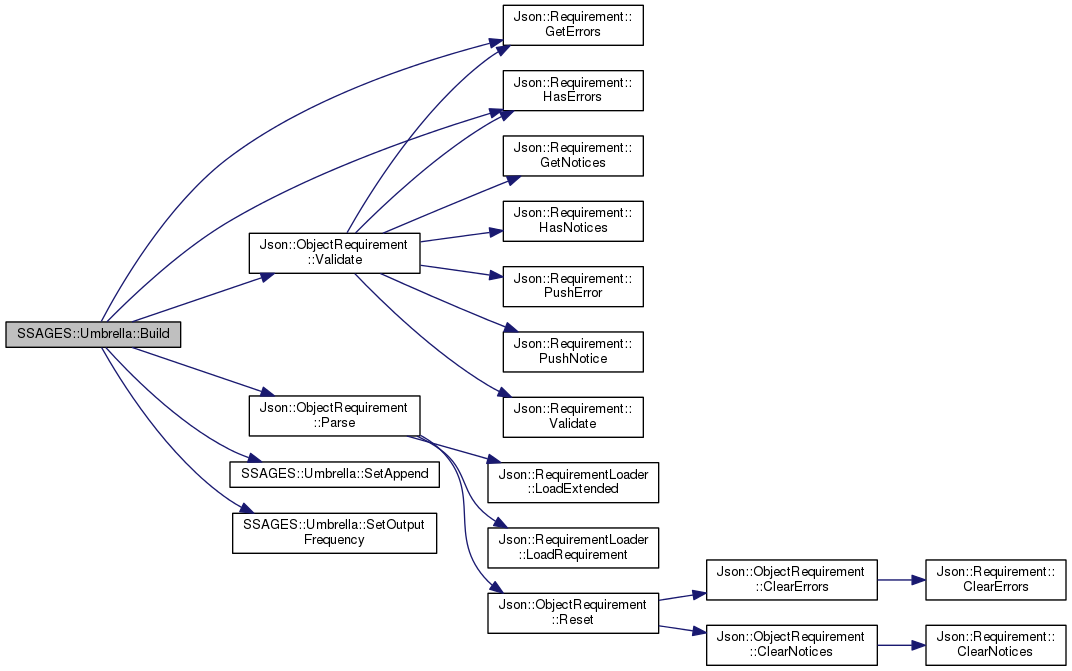 Json::Requirement::
GetErrors
Json::Requirement::
HasErrors
Json::Requirement::
GetNotices
Json::Requirement::
HasNotices
Json::ObjectRequirement
::Validate
Json::Requirement::
PushError
SSAGES::Umbrella::Build
Json::Requirement::
PushNotice
Json::ObjectRequirement
::Parse
Json::Requirement::
Validate
SSAGES::Umbrella::SetAppend
Json::RequirementLoader
::LoadExtended
SSAGES::Umbrella::SetOutput
Frequency
Json::RequirementLoader
::LoadRequirement
Json::ObjectRequirement
::Reset
Json::ObjectRequirement
::ClearErrors
Json::Requirement::
ClearErrors
Json::ObjectRequirement
::ClearNotices
Json::Requirement::
ClearNotices